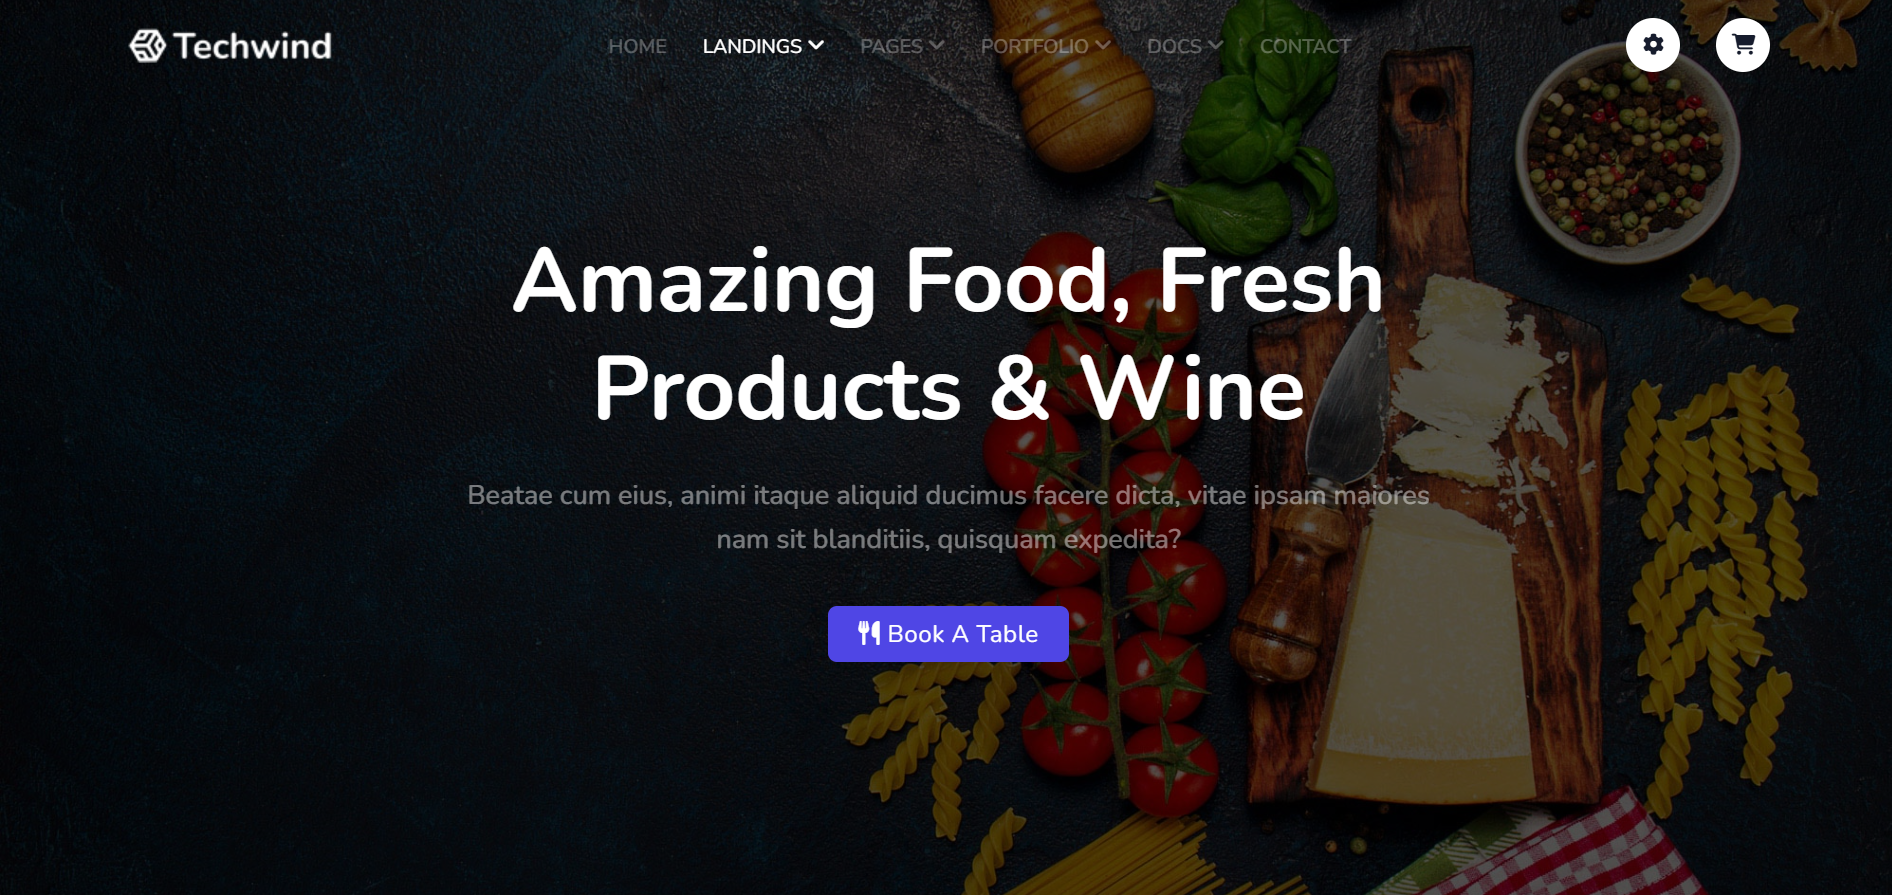 Techwind
HOME LANDINGS PAGES PORTFOLIO DOCS CONTACT
Amazing Food, Fresh
Products & Wine
Beatae cum eius, animi itaque aliquid ducimus facere dicta, vitae ipsam maiores
nam sit blanditiis, quisquam expedita?
Book A Table